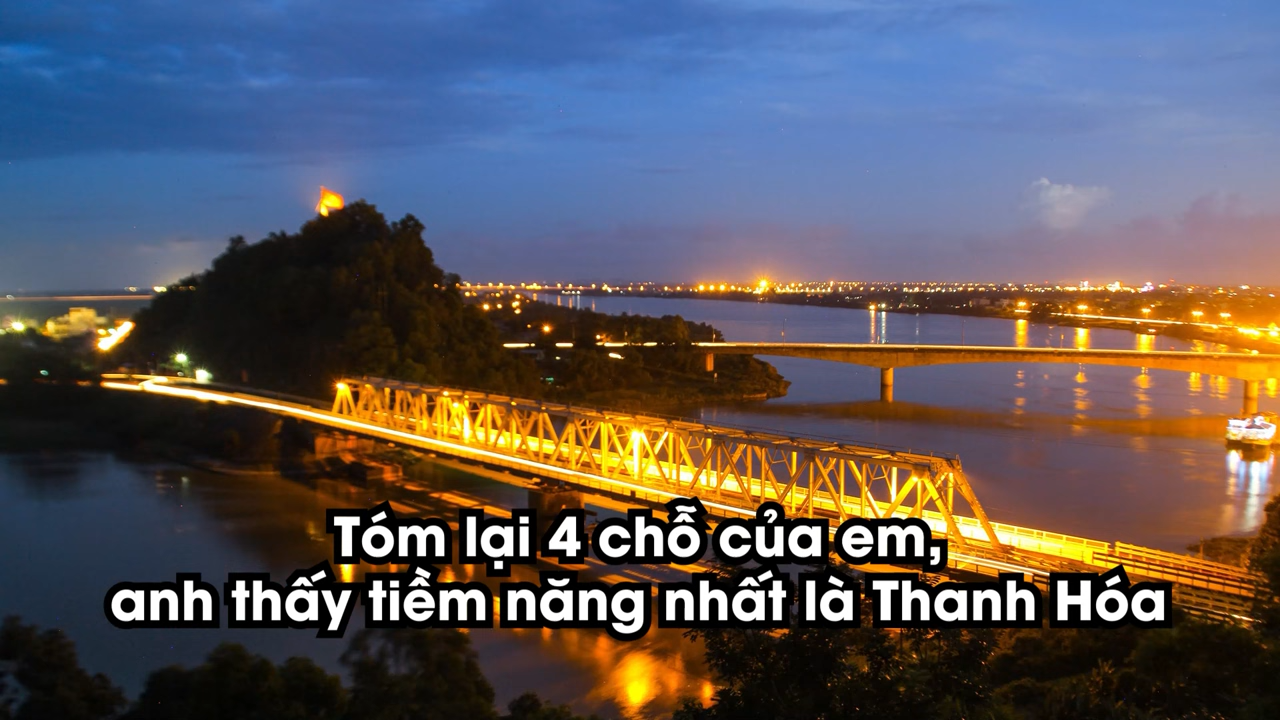 Tóm lại 4 chỗ của em,
anh thấy tiềm năng nhất là Thanh Hóa